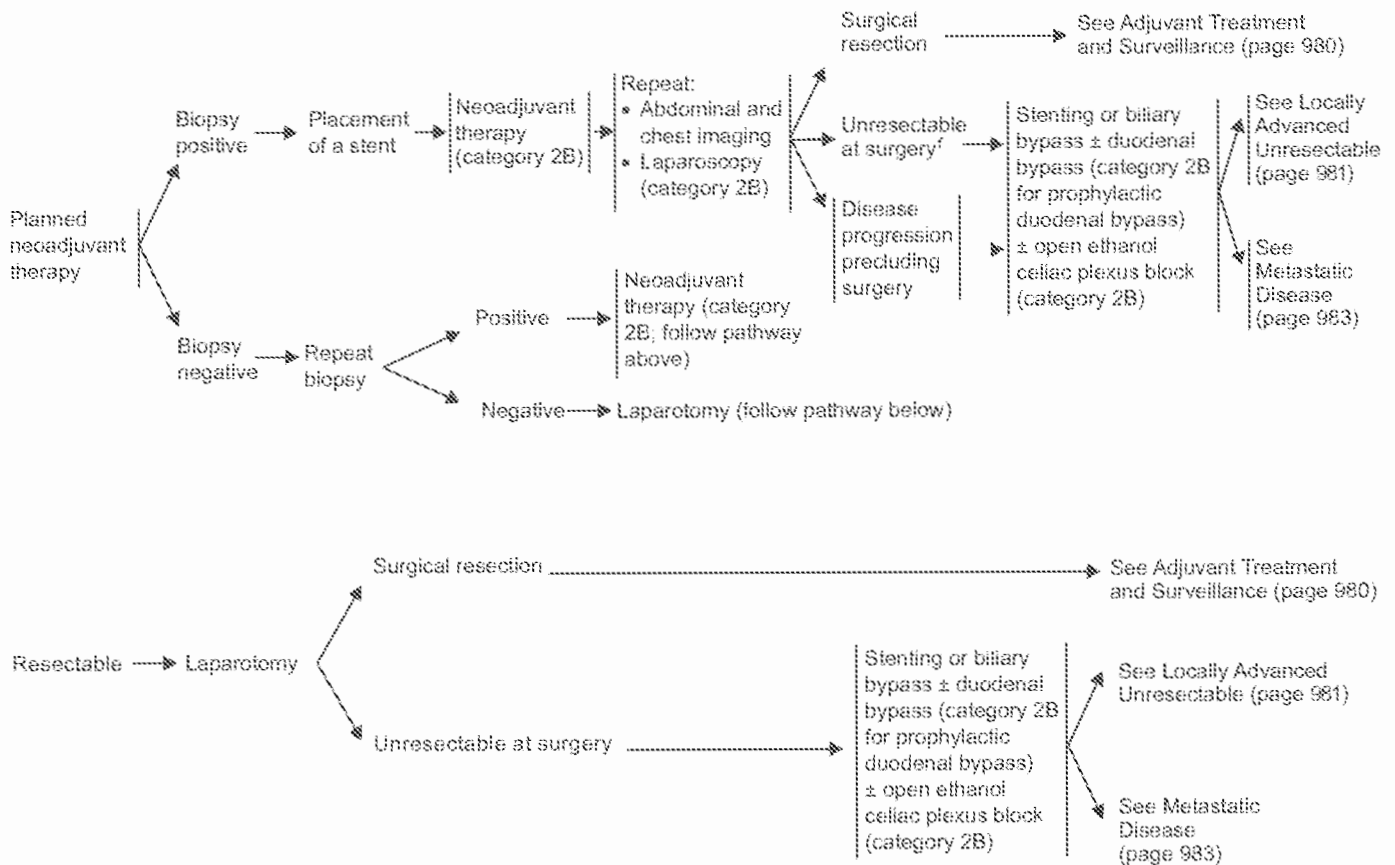 Planned
neoadjuvant
therapy
Biopsy
positive
Placement
of a stent
Neoadjuvant
therapy
(category 2B)
Repeat:
• Abdominal and
chest imaging
• Laparoscopy
(category 2B)
Surgical
resection
See Adjuvant Treatment
and Surveillance (page 980)
Unresectable
at surgeryᶠ
Disease
progression
precluding
surgery
Stenting or biliary
bypass ± duodenal
bypass (category 2B
for prophylactic
duodenal bypass)
± open ethanol
celiac plexus block
(category 2B)
See Locally
Advanced
Unresectable
(page 981)
See
Metastatic
Disease
(page 983)
Biopsy
negative
Repeat
biopsy
Positive
Neoadjuvant
therapy (category
2B; follow pathway
above)
Negative
Laparotomy (follow pathway below)
Resectable
Laparotomy
Surgical resection
See Adjuvant Treatment
and Surveillance (page 980)
Unresectable at surgery
Stenting or biliary
bypass ± duodenal
bypass (category 2B
for prophylactic
duodenal bypass)
± open ethanol
celiac plexus block
(category 2B)
See Locally Advanced
Unresectable (page 981)
See Metastatic
Disease
(page 983)